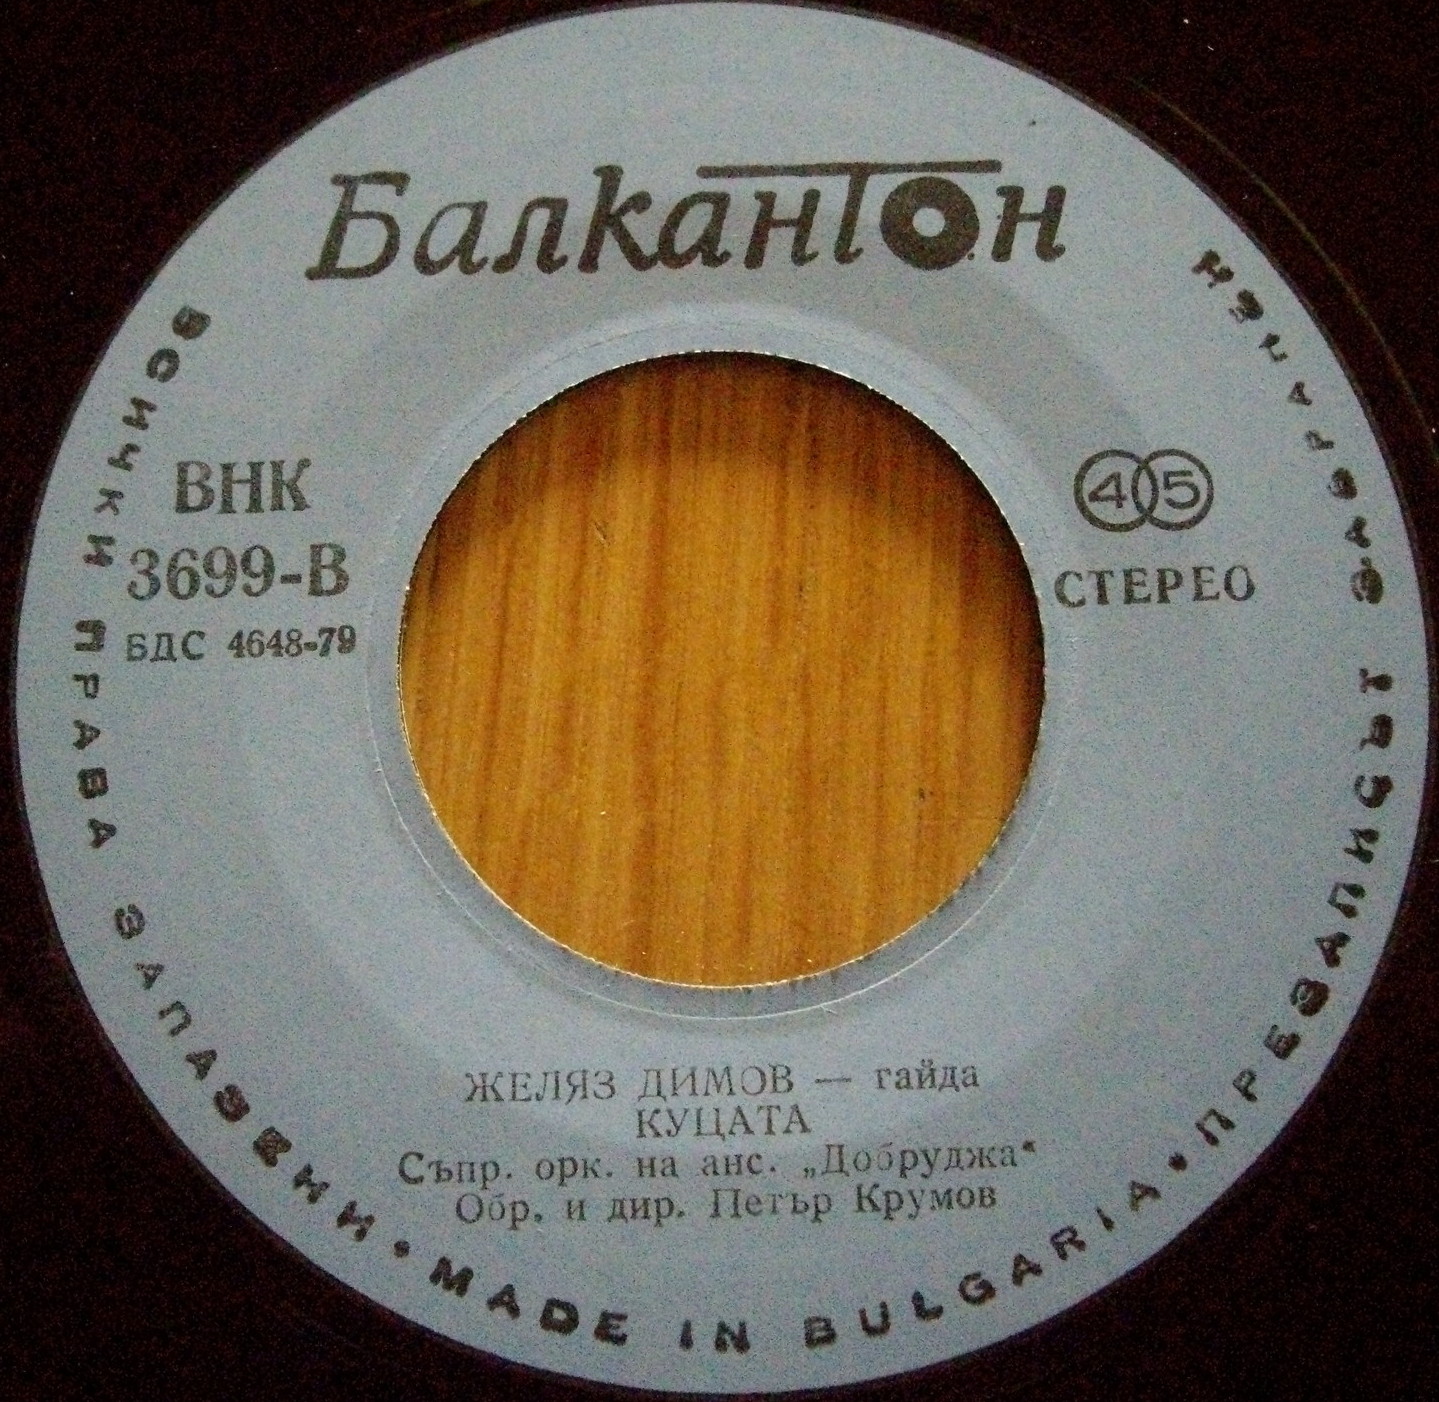 Балкантон
ВНК
3699-В
БДС 4648-79
45
СТЕРЕО
ЖЕЛЯЗ ДИМОВ — гайда
КУЦАТА
Съпр. орк. на анс. „Добруджа“
Обр. и дир. Петър Крумов
ВСИЧКИ ПРАВА ЗАПАЗЕНИ • MADE IN BULGARIA • ПРЕЗАПИСЪТ ЗАБРАНЕН